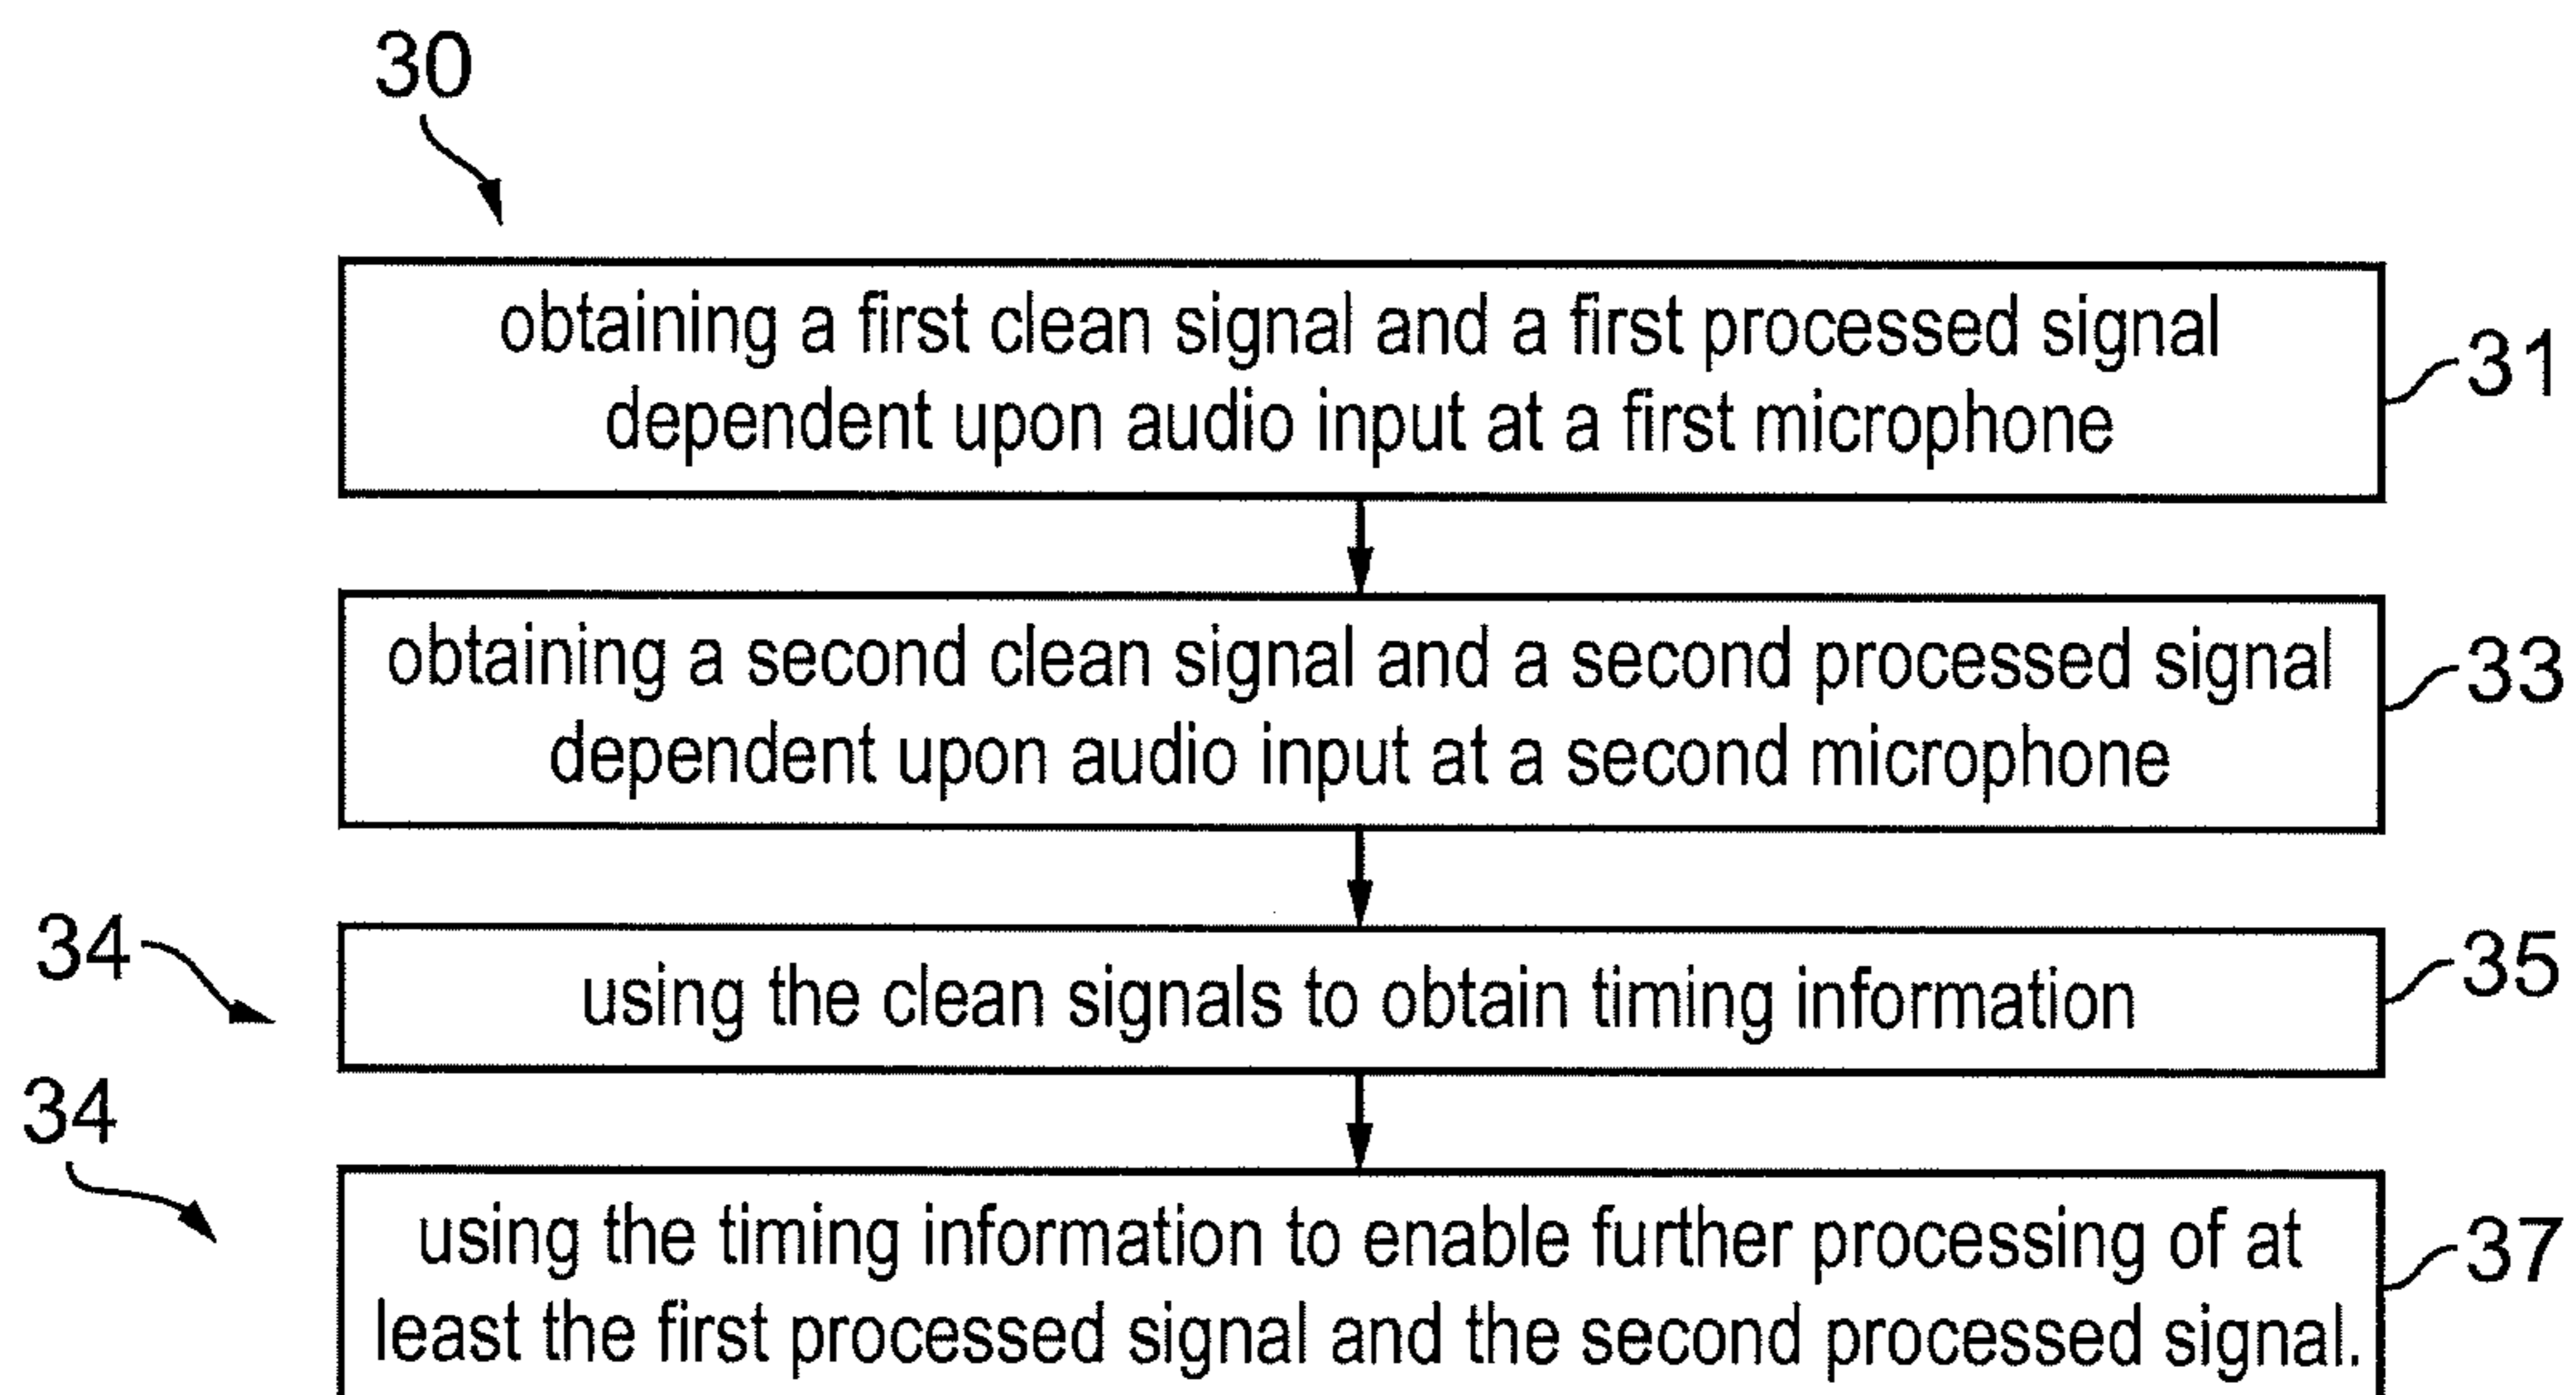 30
obtaining a first clean signal and a first processed signal
dependent upon audio input at a first microphone
31
obtaining a second clean signal and a second processed signal
dependent upon audio input at a second microphone
33
34
using the clean signals to obtain timing information
35
34
using the timing information to enable further processing of at
least the first processed signal and the second processed signal.
37